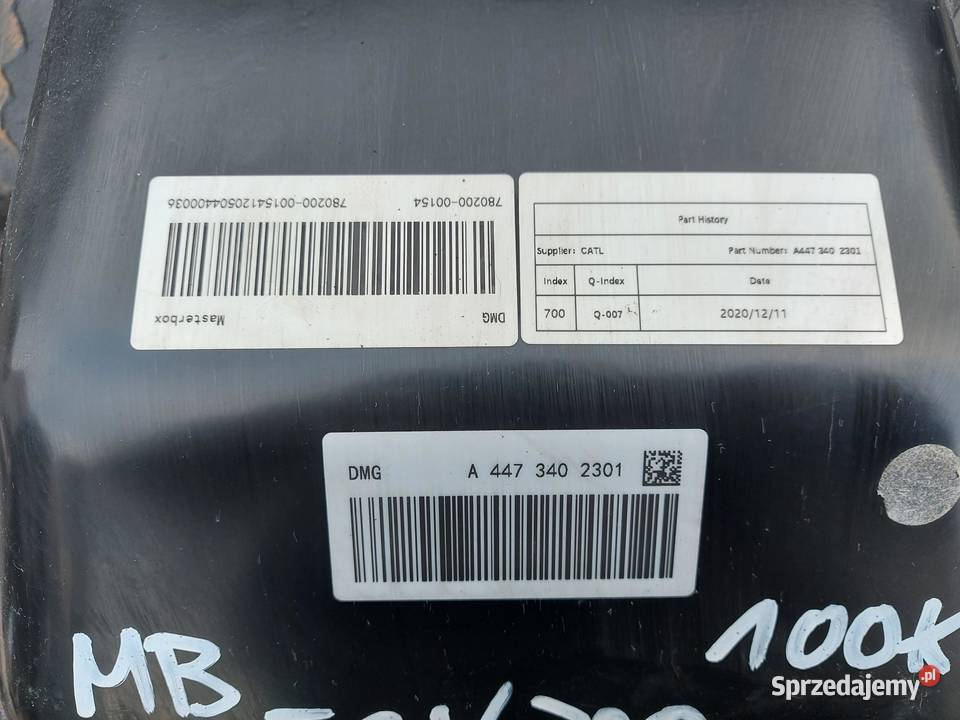 780200-00154
780200-001541205044400036
DMG
Masterbox
Part History
Supplier: CATL
Part Number: A447 340 2301
Index Q-Index Date
700 Q-007 2020/12/11
DMG A 447 340 2301
MB
100K
Sprzedajemy.pl